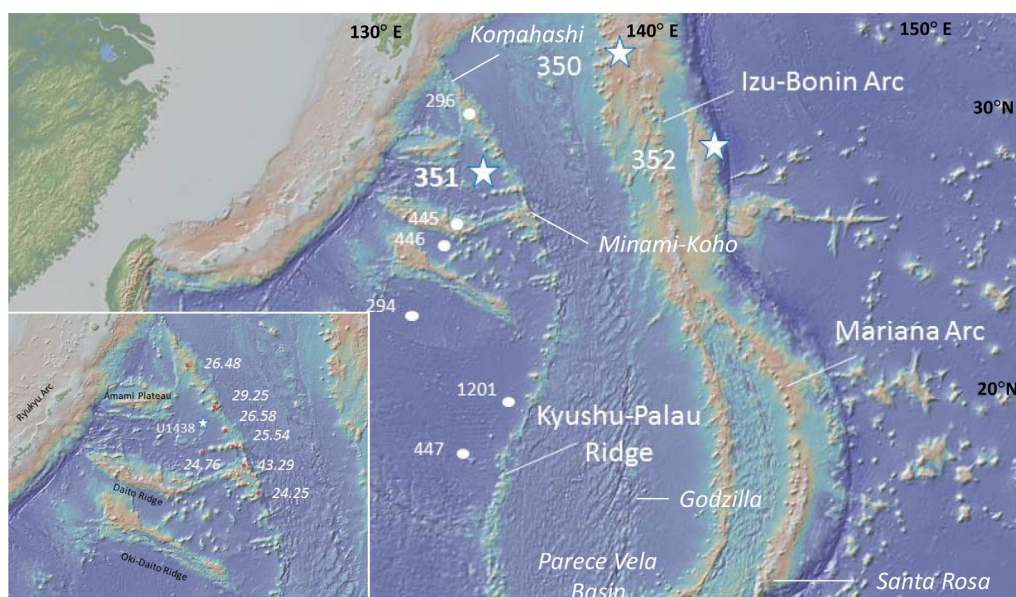 130° E
140° E
150° E
Komahashi
350
Izu-Bonin Arc
296
30°N
351
352
445
446
Minami-Koho
294
Mariana Arc
20°N
1201
Kyushu-Palau
Ridge
447
Godzilla
Parece Vela
Basin
Santa Rosa
26.48
Ryukyu Arc
Amami Plateau
29.25
26.58
U1438
25.54
24.76
43.29
Daito Ridge
24.25
Oki-Daito Ridge